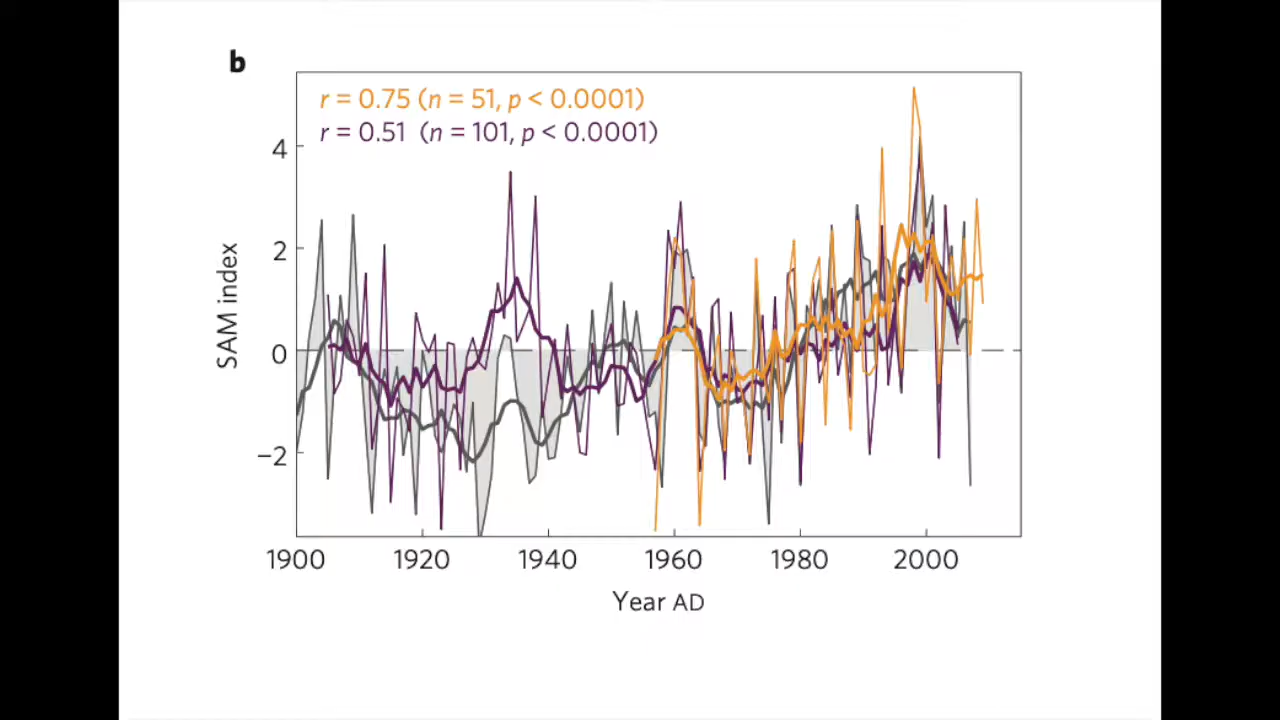 b
r = 0.75 (n = 51, p < 0.0001)
r = 0.51 (n = 101, p < 0.0001)
SAM index
4
2
0
−2
1900 1920 1940 1960 1980 2000
Year AD